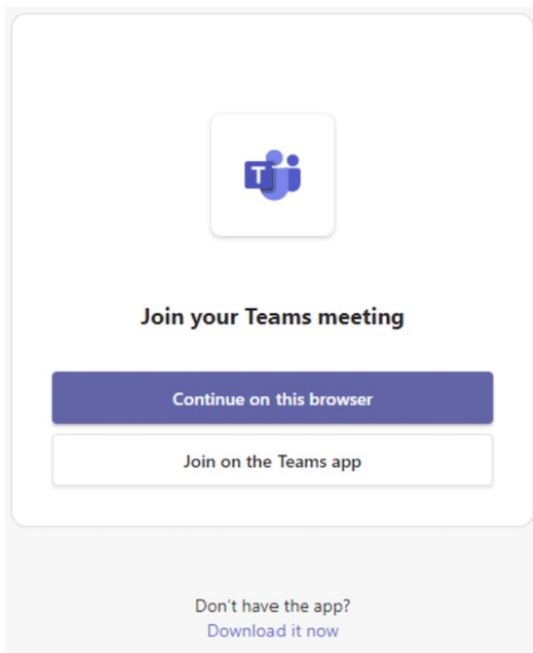 T
Join your Teams meeting
Continue on this browser
Join on the Teams app
Don't have the app?
Download it now